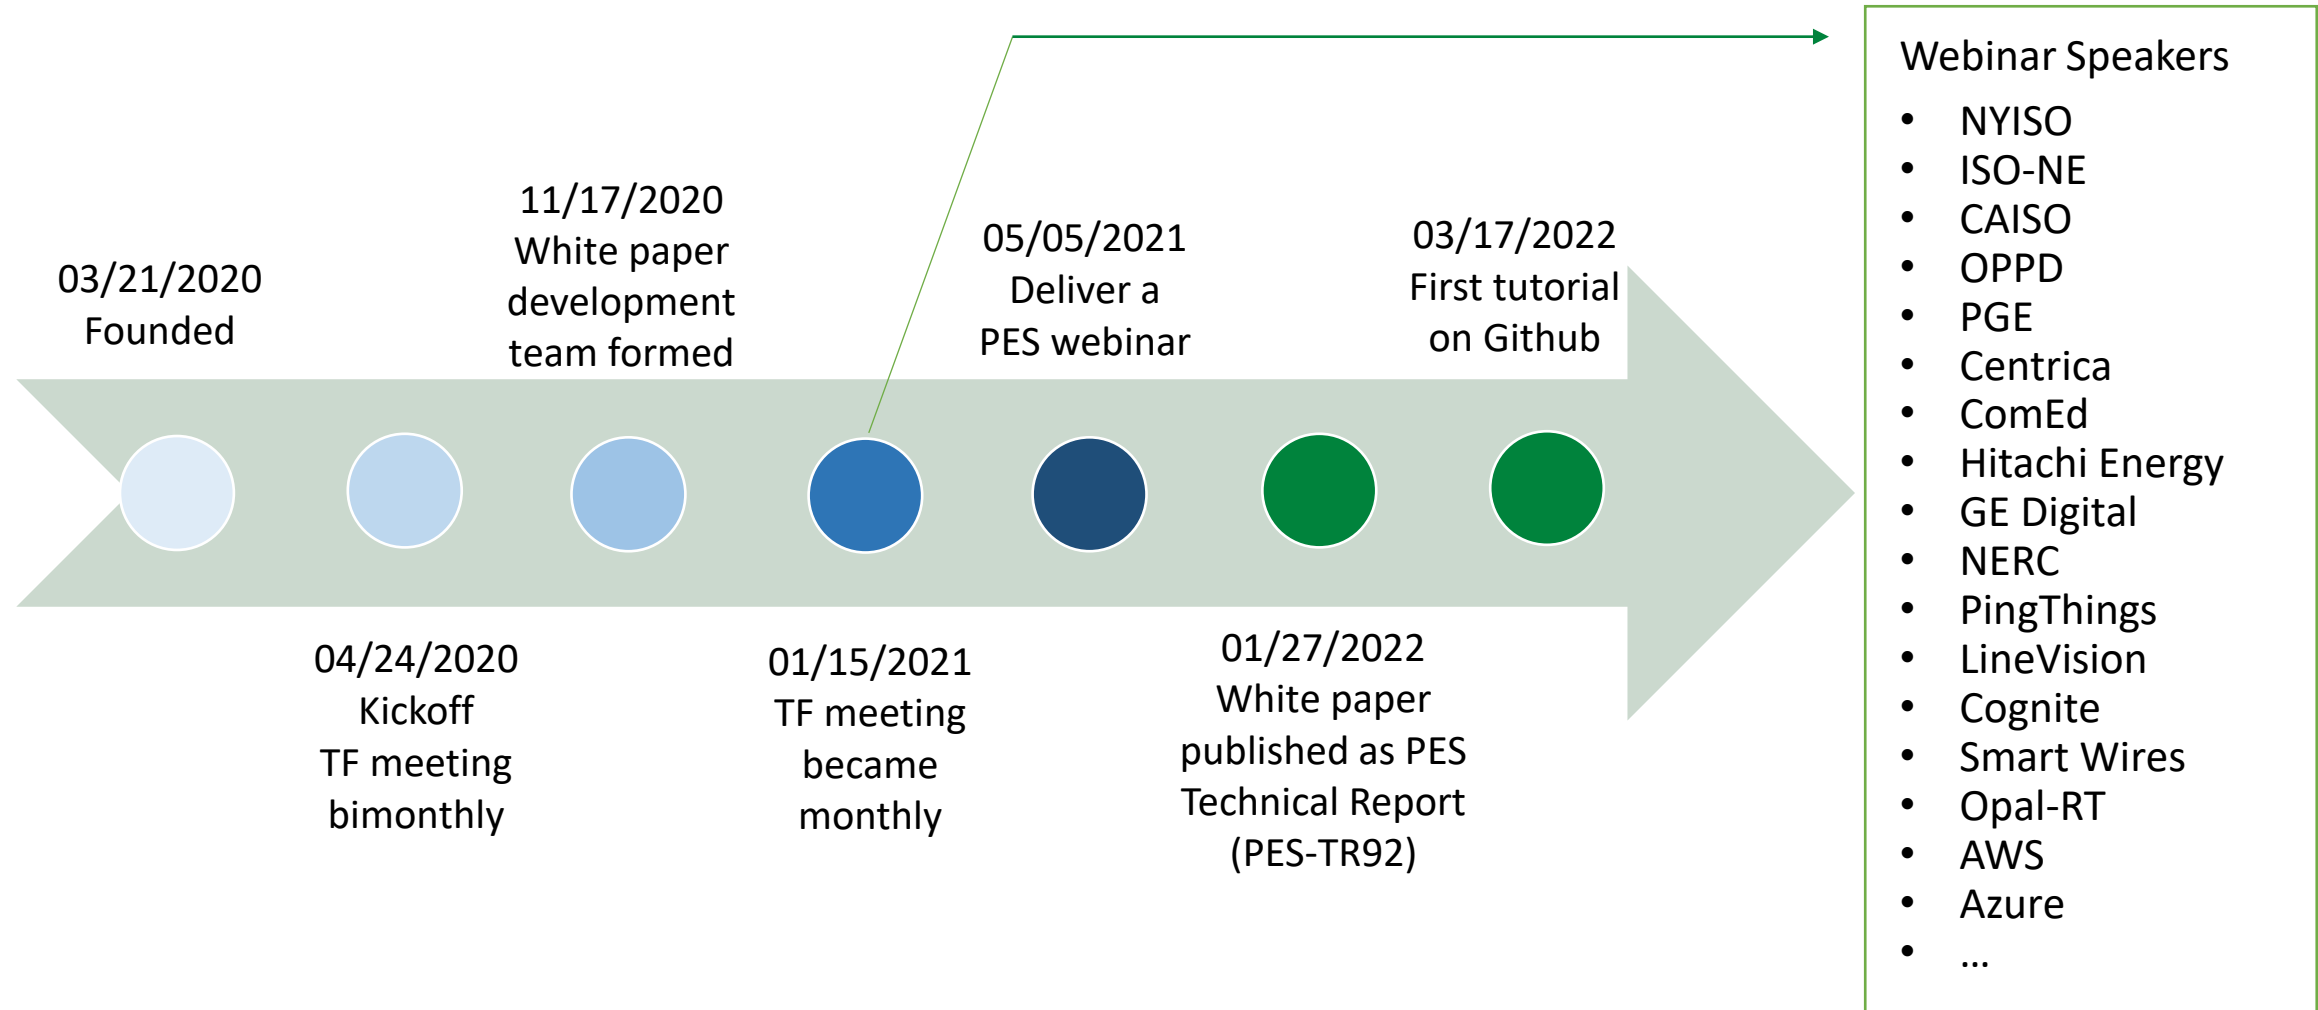 03/21/2020
Founded
04/24/2020
Kickoff
TF meeting
bimonthly
11/17/2020
White paper
development
team formed
01/15/2021
TF meeting
became
monthly
05/05/2021
Deliver a
PES webinar
01/27/2022
White paper
published as PES
Technical Report
(PES-TR92)
03/17/2022
First tutorial
on Github
Webinar Speakers
• NYISO
• ISO-NE
• CAISO
• OPPD
• PGE
• Centrica
• ComEd
• Hitachi Energy
• GE Digital
• NERC
• PingThings
• LineVision
• Cognite
• Smart Wires
• Opal-RT
• AWS
• Azure
• ...